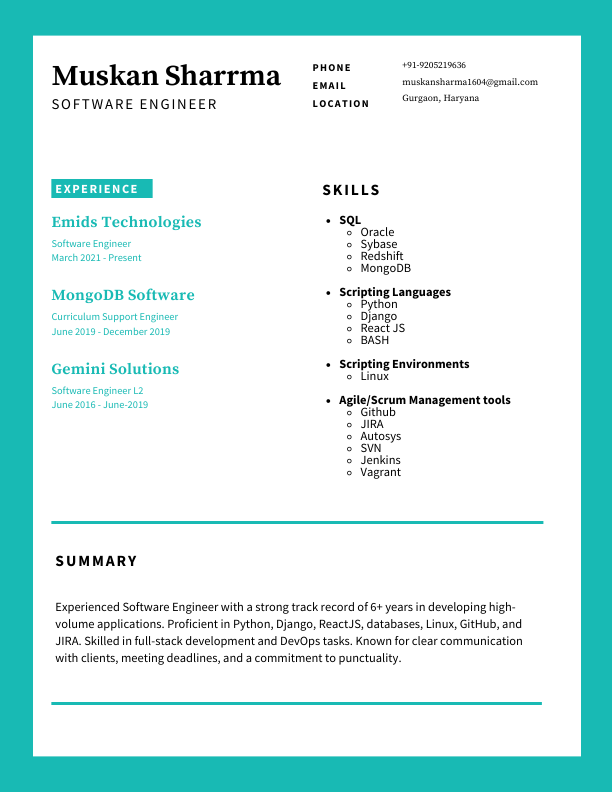 Muskan Sharrma
SOFTWARE ENGINEER
PHONE
EMAIL
LOCATION
+91-9205219636
muskansharma1604@gmail.com
Gurgaon, Haryana
EXPERIENCE
Emids Technologies
Software Engineer
March 2021 - Present
MongoDB Software
Curriculum Support Engineer
June 2019 - December 2019
Gemini Solutions
Software Engineer L2
June 2016 - June-2019
SKILLS
SQL
Oracle
Sybase
Redshift
MongoDB
Scripting Languages
Python
Django
React JS
BASH
Scripting Environments
Linux
Agile/Scrum Management tools
Github
JIRA
Autosys
SVN
Jenkins
Vagrant
SUMMARY
Experienced Software Engineer with a strong track record of 6+ years in developing high-
volume applications. Proficient in Python, Django, ReactJS, databases, Linux, GitHub, and
JIRA. Skilled in full-stack development and DevOps tasks. Known for clear communication
with clients, meeting deadlines, and a commitment to punctuality.